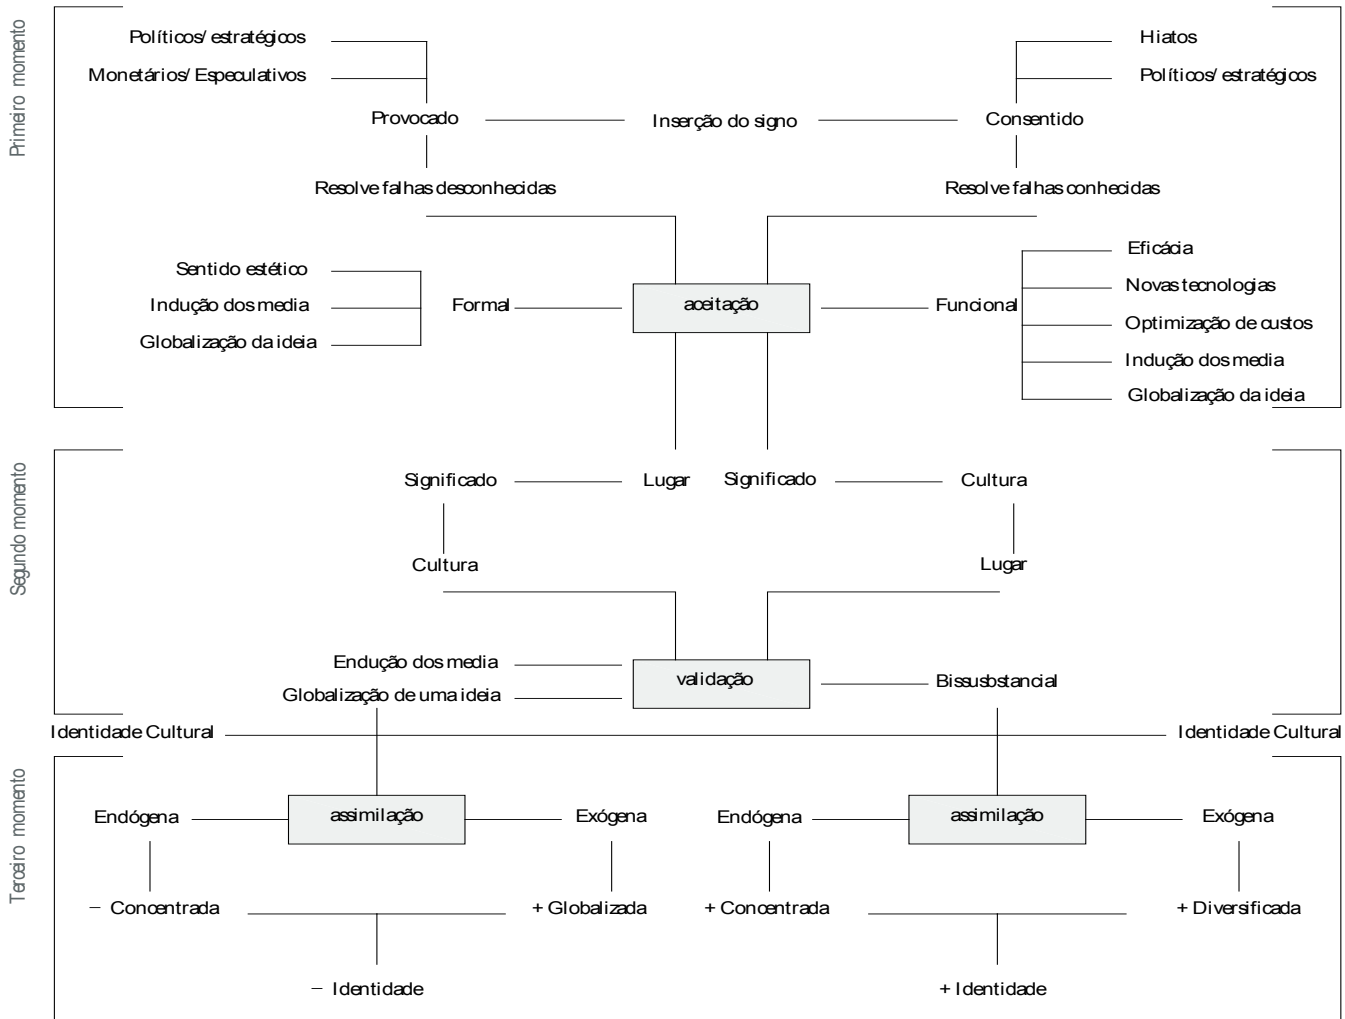 Primeiro momento
Políticos/ estratégicos
Hiatos
Monetários/ Especulativos
Políticos/ estratégicos
Provocado
Inserção do signo
Consentido
Resolve falhas desconhecidas
Resolve falhas conhecidas
Sentido estético
Indução dos media
Globalização da ideia
Formal
aceitação
Funcional
Eficácia
Novas tecnologias
Optimização de custos
Indução dos media
Globalização da ideia
Segundo momento
Significado
Lugar
Significado
Cultura
Cultura
Lugar
Endução dos media
Globalização de uma ideia
validação
Bissusbstancial
Identidade Cultural
Identidade Cultural
Terceiro momento
Endógena
assimilação
Exógena
Endógena
assimilação
Exógena
– Concentrada
+ Globalizada
+ Concentrada
+ Diversificada
– Identidade
+ Identidade